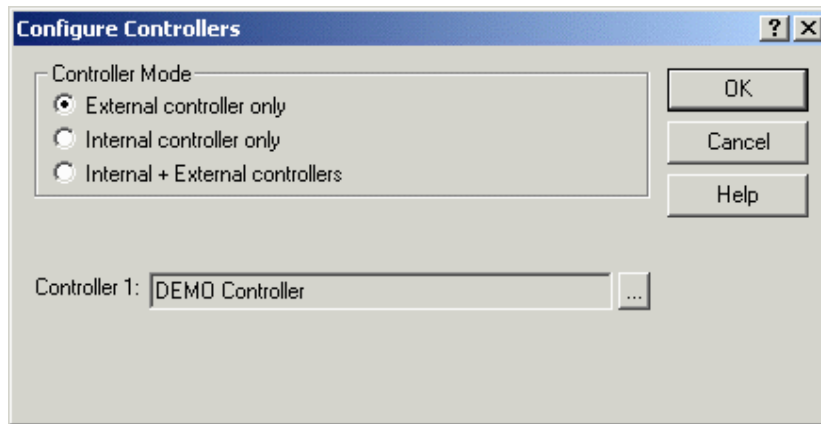 Configure Controllers
? X
Controller Mode
External controller only
Internal controller only
Internal + External controllers
OK
Cancel
Help
Controller 1: DEMO Controller ...